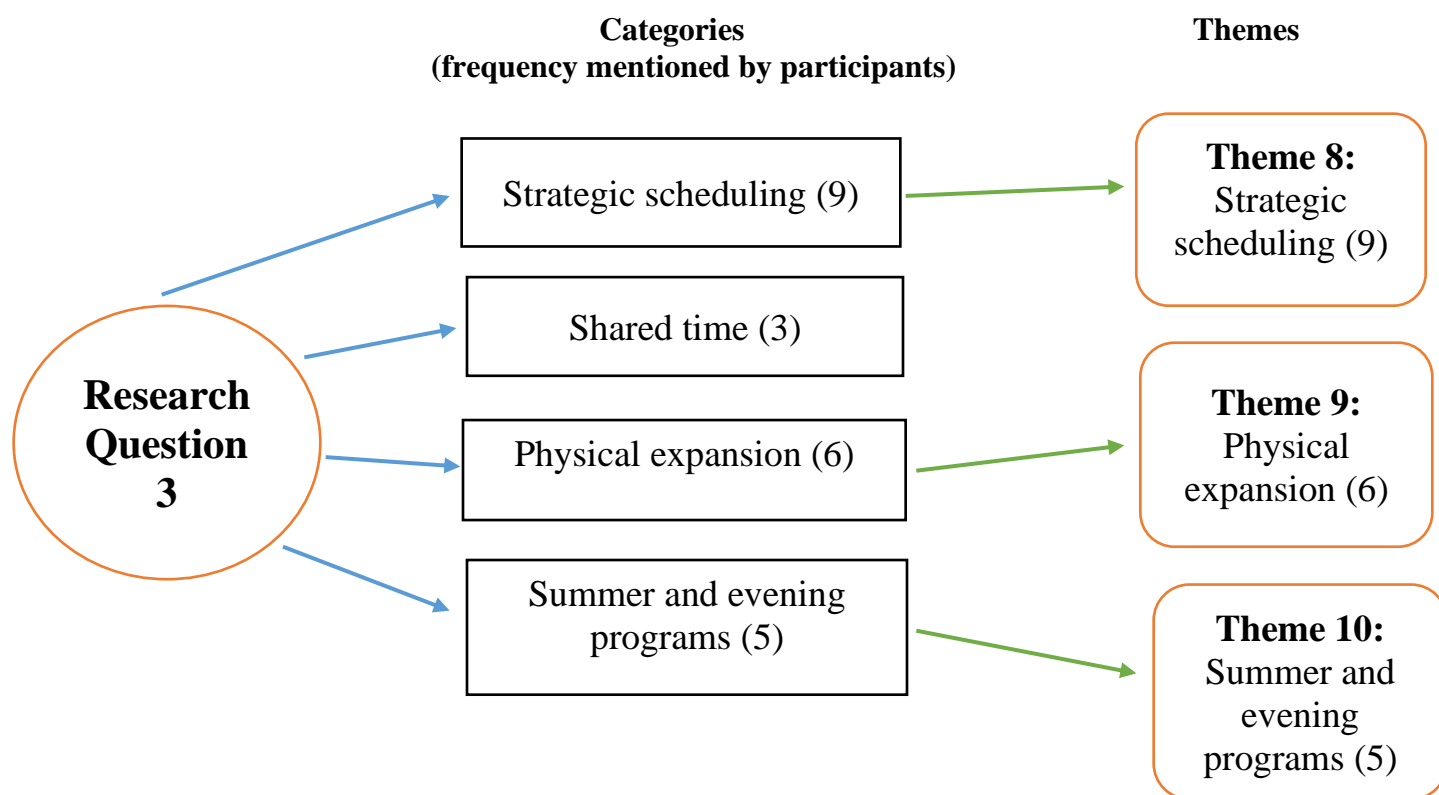 Categories
(frequency mentioned by participants)
Themes
Research
Question
3
Strategic scheduling (9)
Shared time (3)
Physical expansion (6)
Summer and evening
programs (5)
Theme 8:
Strategic
scheduling (9)
Theme 9:
Physical
expansion (6)
Theme 10:
Summer and
evening
programs (5)